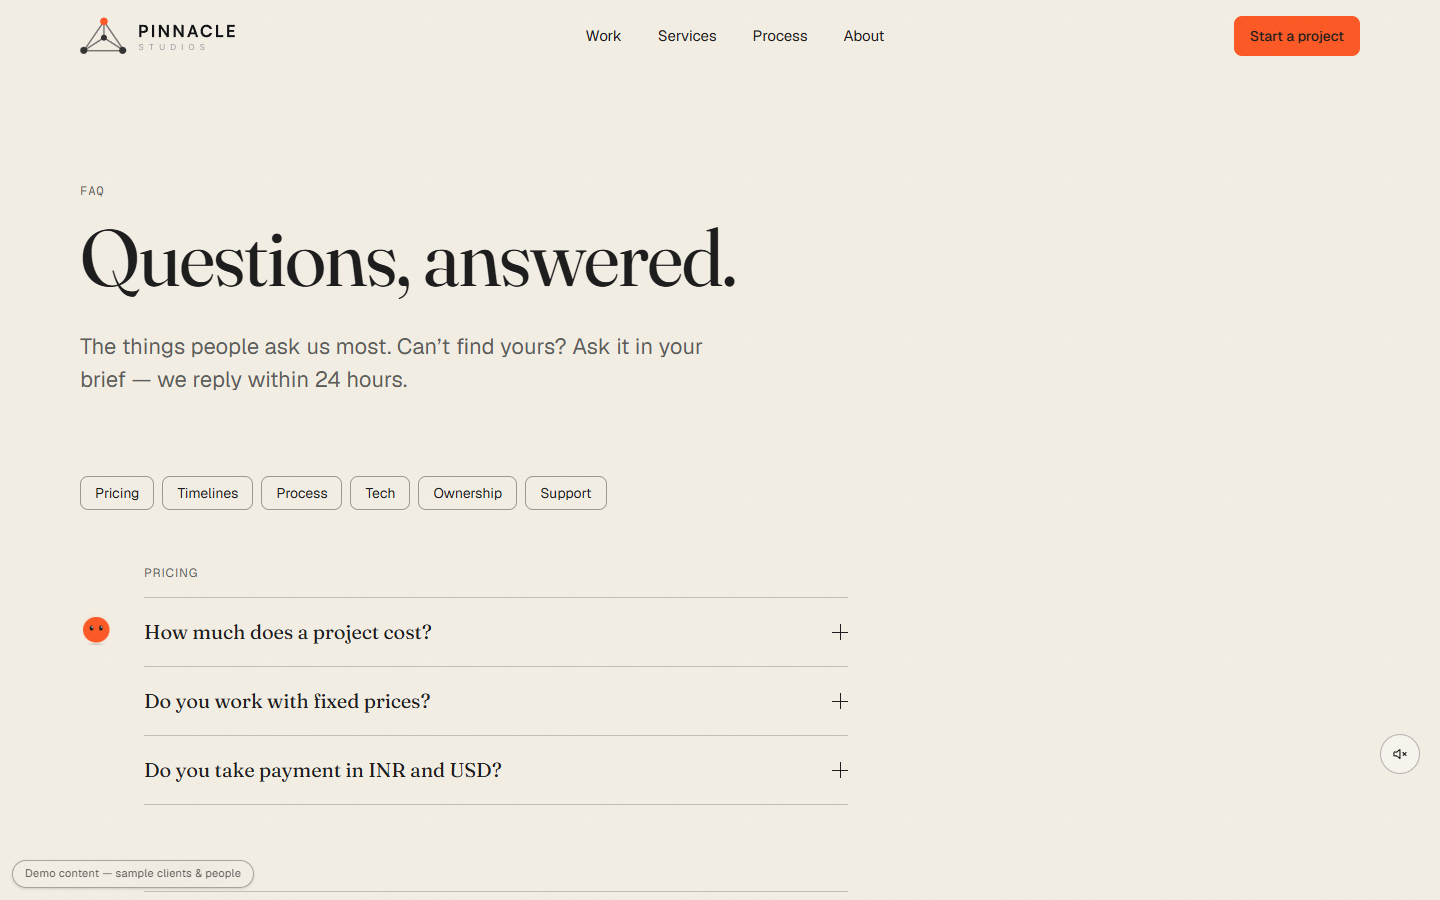 PINNACLE
STUDIOS
Work
Services
Process
About
Start a project
FAQ
Questions, answered.
The things people ask us most. Can’t find yours? Ask it in your
brief — we reply within 24 hours.
Pricing
Timelines
Process
Tech
Ownership
Support
PRICING
How much does a project cost?
Do you work with fixed prices?
Do you take payment in INR and USD?
Demo content — sample clients & people